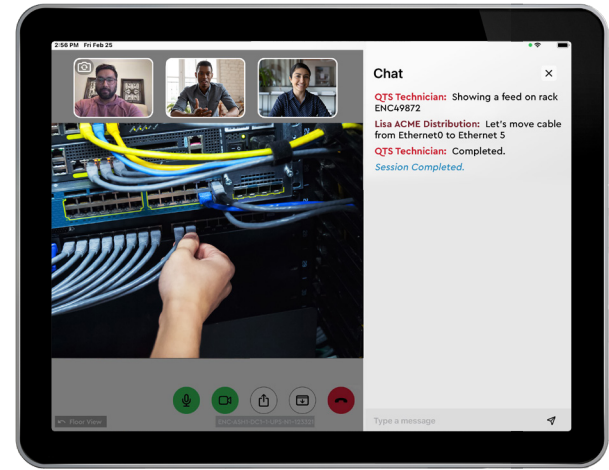 2:56 PM Fri Feb 25
Chat
QTS Technician: Showing a feed on rack
ENC49872
Lisa ACME Distribution: Let's move cable
from Ethernet0 to Ethernet 5
QTS Technician: Completed.
Session Completed.
Floor View
Type a message